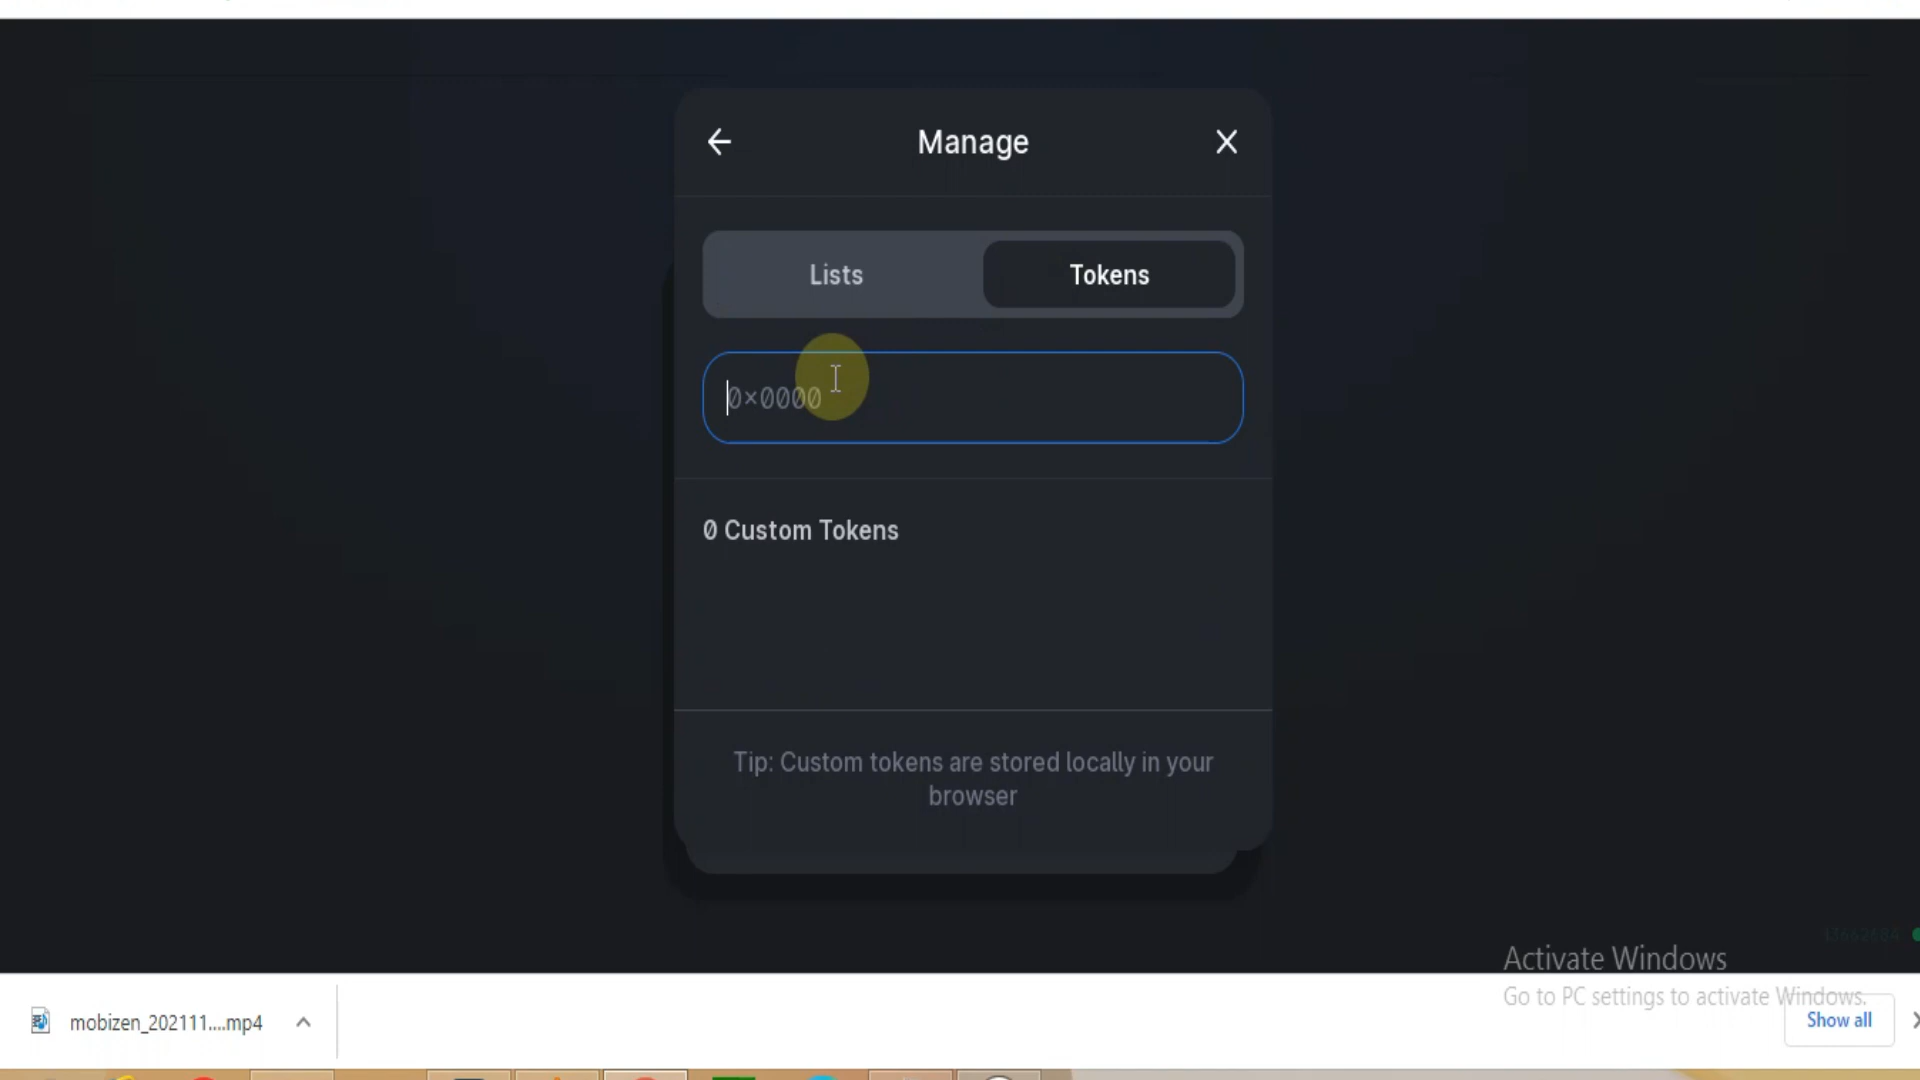 Manage
Lists
Tokens
0×0000
0 Custom Tokens
Tip: Custom tokens are stored locally in your
browser
Activate Windows
Go to PC settings to activate Windows.
mobizen_202111....mp4
Show all